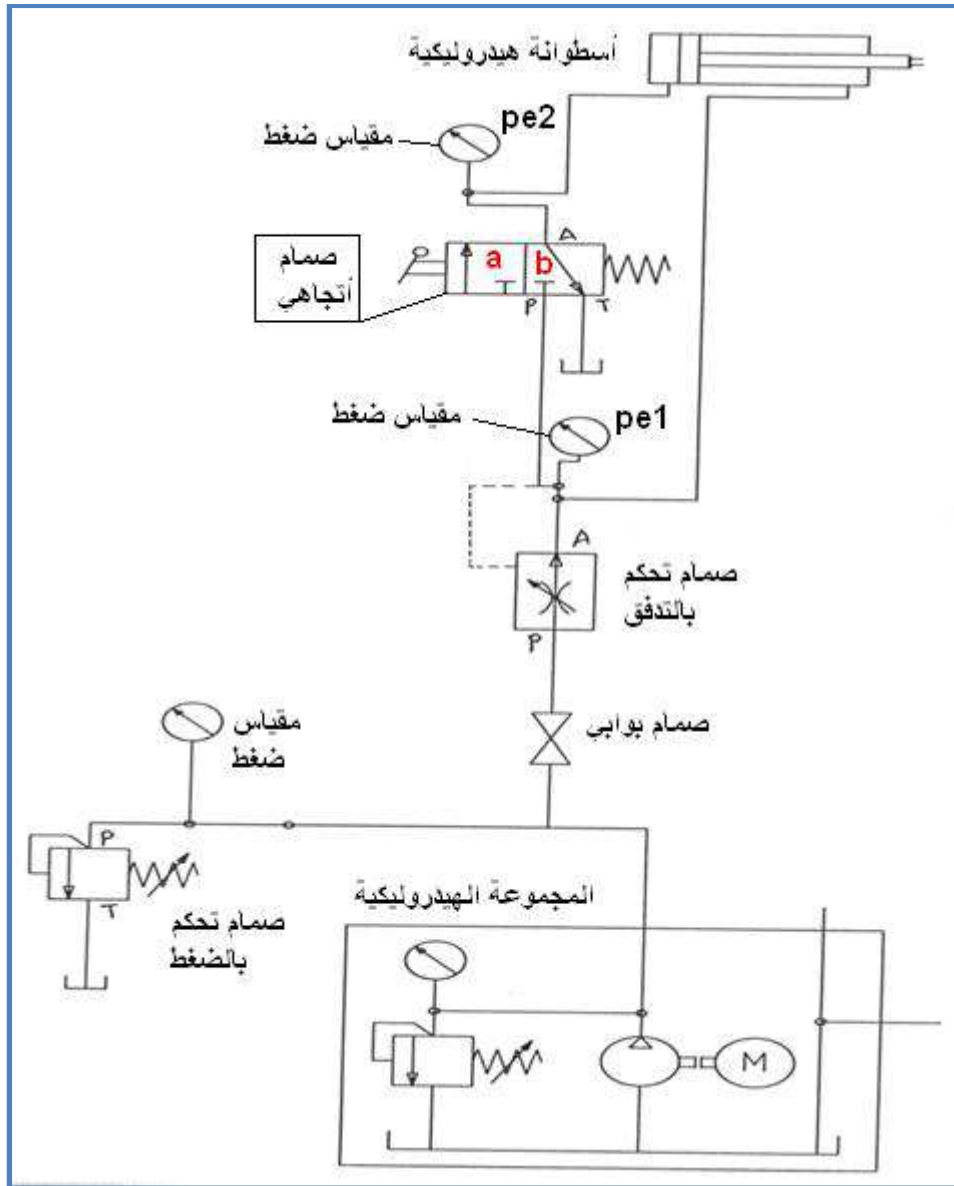 أسطوانة هيدروليكية
pe2
مقياس ضغط
A
صمام
أتجاهي
a
b
P
T
مقياس ضغط
pe1
A
صمام تحكم
بالتدفق
P
مقياس
ضغط
صمام بوابي
P
T
صمام تحكم
بالضغط
المجموعة الهيدروليكية
M